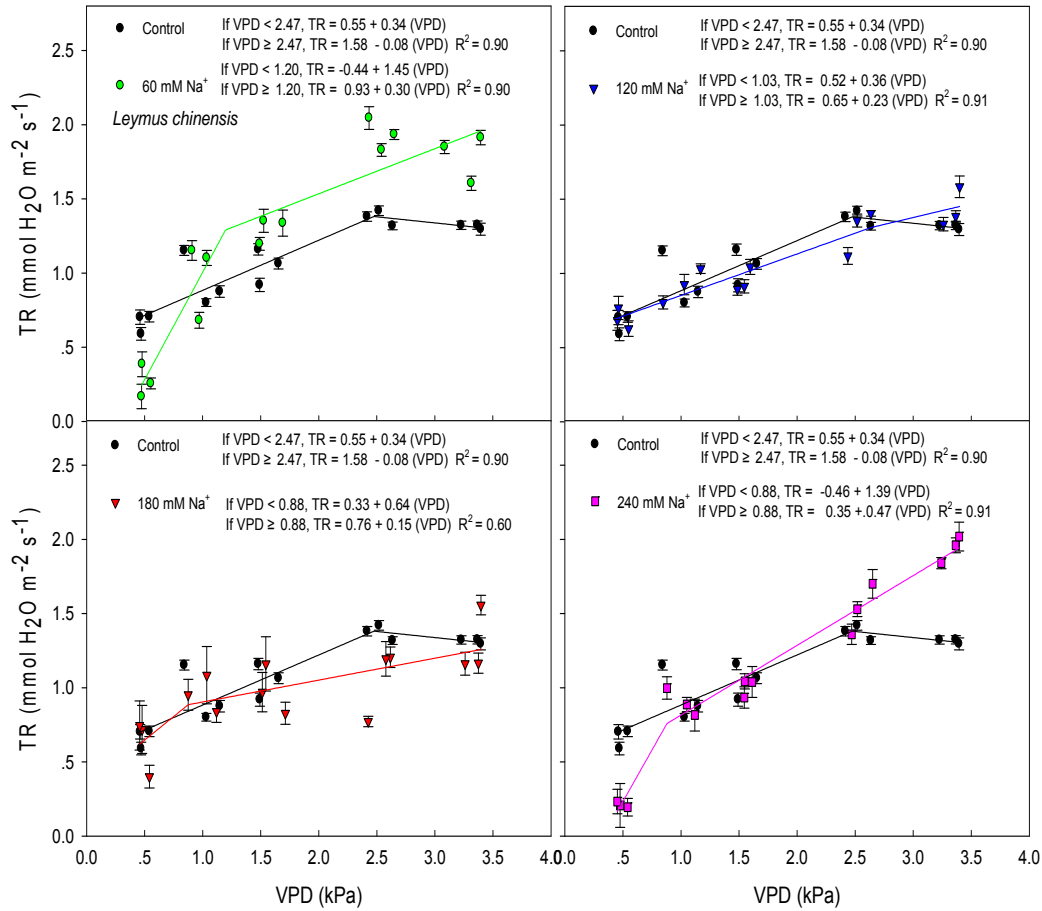 Control
If VPD < 2.47, TR = 0.55 + 0.34 (VPD)
If VPD ≥ 2.47, TR = 1.58 - 0.08 (VPD) R² = 0.90
60 mM Na⁺
If VPD < 1.20, TR = -0.44 + 1.45 (VPD)
If VPD ≥ 1.20, TR = 0.93 + 0.30 (VPD) R² = 0.90
Leymus chinensis
2.5
2.0
1.5
1.0
.5
0.0
TR (mmol H₂O m⁻² s⁻¹)
Control
If VPD < 2.47, TR = 0.55 + 0.34 (VPD)
If VPD ≥ 2.47, TR = 1.58 - 0.08 (VPD) R² = 0.90
120 mM Na⁺
If VPD < 1.03, TR = 0.52 + 0.36 (VPD)
If VPD ≥ 1.03, TR = 0.65 + 0.23 (VPD) R² = 0.91
Control
If VPD < 2.47, TR = 0.55 + 0.34 (VPD)
If VPD ≥ 2.47, TR = 1.58 - 0.08 (VPD) R² = 0.90
180 mM Na⁺
If VPD < 0.88, TR = 0.33 + 0.64 (VPD)
If VPD ≥ 0.88, TR = 0.76 + 0.15 (VPD) R² = 0.60
2.5
2.0
1.5
1.0
.5
0.0
TR (mmol H₂O m⁻² s⁻¹)
0.0 .5 1.0 1.5 2.0 2.5 3.0 3.5 4.0
VPD (kPa)
Control
If VPD < 2.47, TR = 0.55 + 0.34 (VPD)
If VPD ≥ 2.47, TR = 1.58 - 0.08 (VPD) R² = 0.90
240 mM Na⁺
If VPD < 0.88, TR = -0.46 + 1.39 (VPD)
If VPD ≥ 0.88, TR = 0.35 +.0.47 (VPD) R² = 0.91
.0 .5 1.0 1.5 2.0 2.5 3.0 3.5 4.0
VPD (kPa)